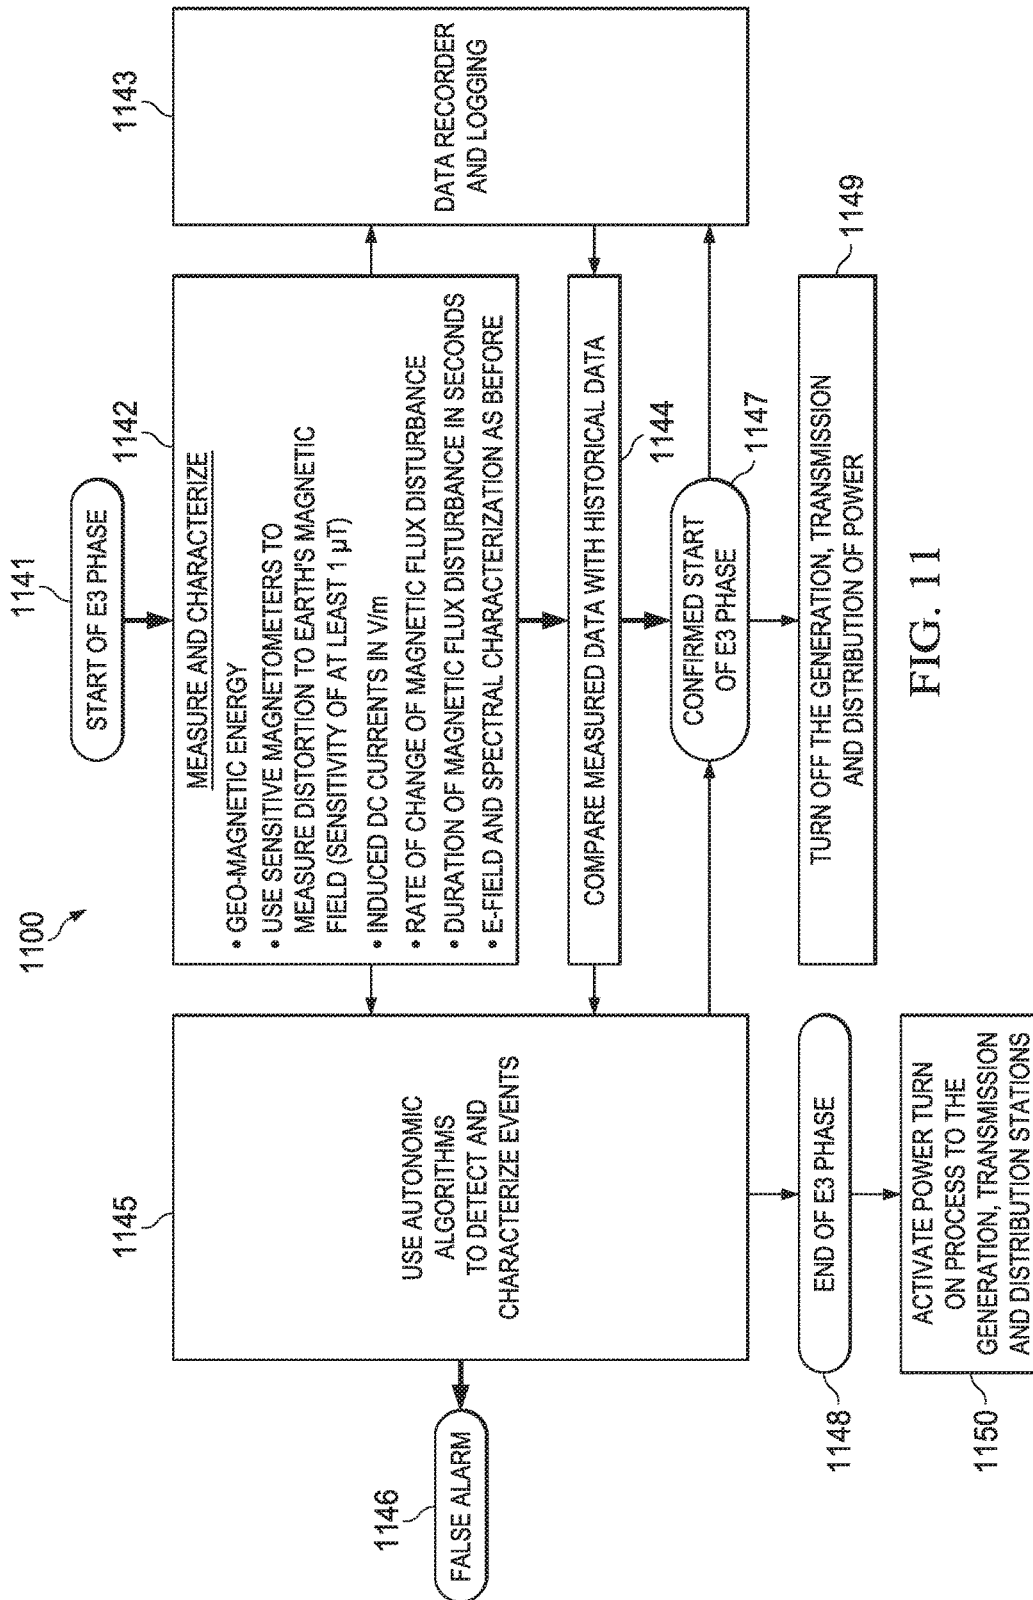 1100
1141
START OF E3 PHASE
1142
MEASURE AND CHARACTERIZE
• GEO-MAGNETIC ENERGY
• USE SENSITIVE MAGNETOMETERS TO
MEASURE DISTORTION TO EARTH'S MAGNETIC
FIELD (SENSITIVITY OF AT LEAST 1 µT)
• INDUCED DC CURRENTS IN V/m
• RATE OF CHANGE OF MAGNETIC FLUX DISTURBANCE
• DURATION OF MAGNETIC FLUX DISTURBANCE IN SECONDS
• E-FIELD AND SPECTRAL CHARACTERIZATION AS BEFORE
1143
DATA RECORDER
AND LOGGING
COMPARE MEASURED DATA WITH HISTORICAL DATA
1144
1145
USE AUTONOMIC
ALGORITHMS
TO DETECT AND
CHARACTERIZE EVENTS
1146
FALSE ALARM
CONFIRMED START
OF E3 PHASE
1147
END OF E3 PHASE
1148
TURN OFF THE GENERATION, TRANSMISSION
AND DISTRIBUTION OF POWER
1149
ACTIVATE POWER TURN
ON PROCESS TO THE
GENERATION, TRANSMISSION
AND DISTRIBUTION STATIONS
1150
FIG. 11